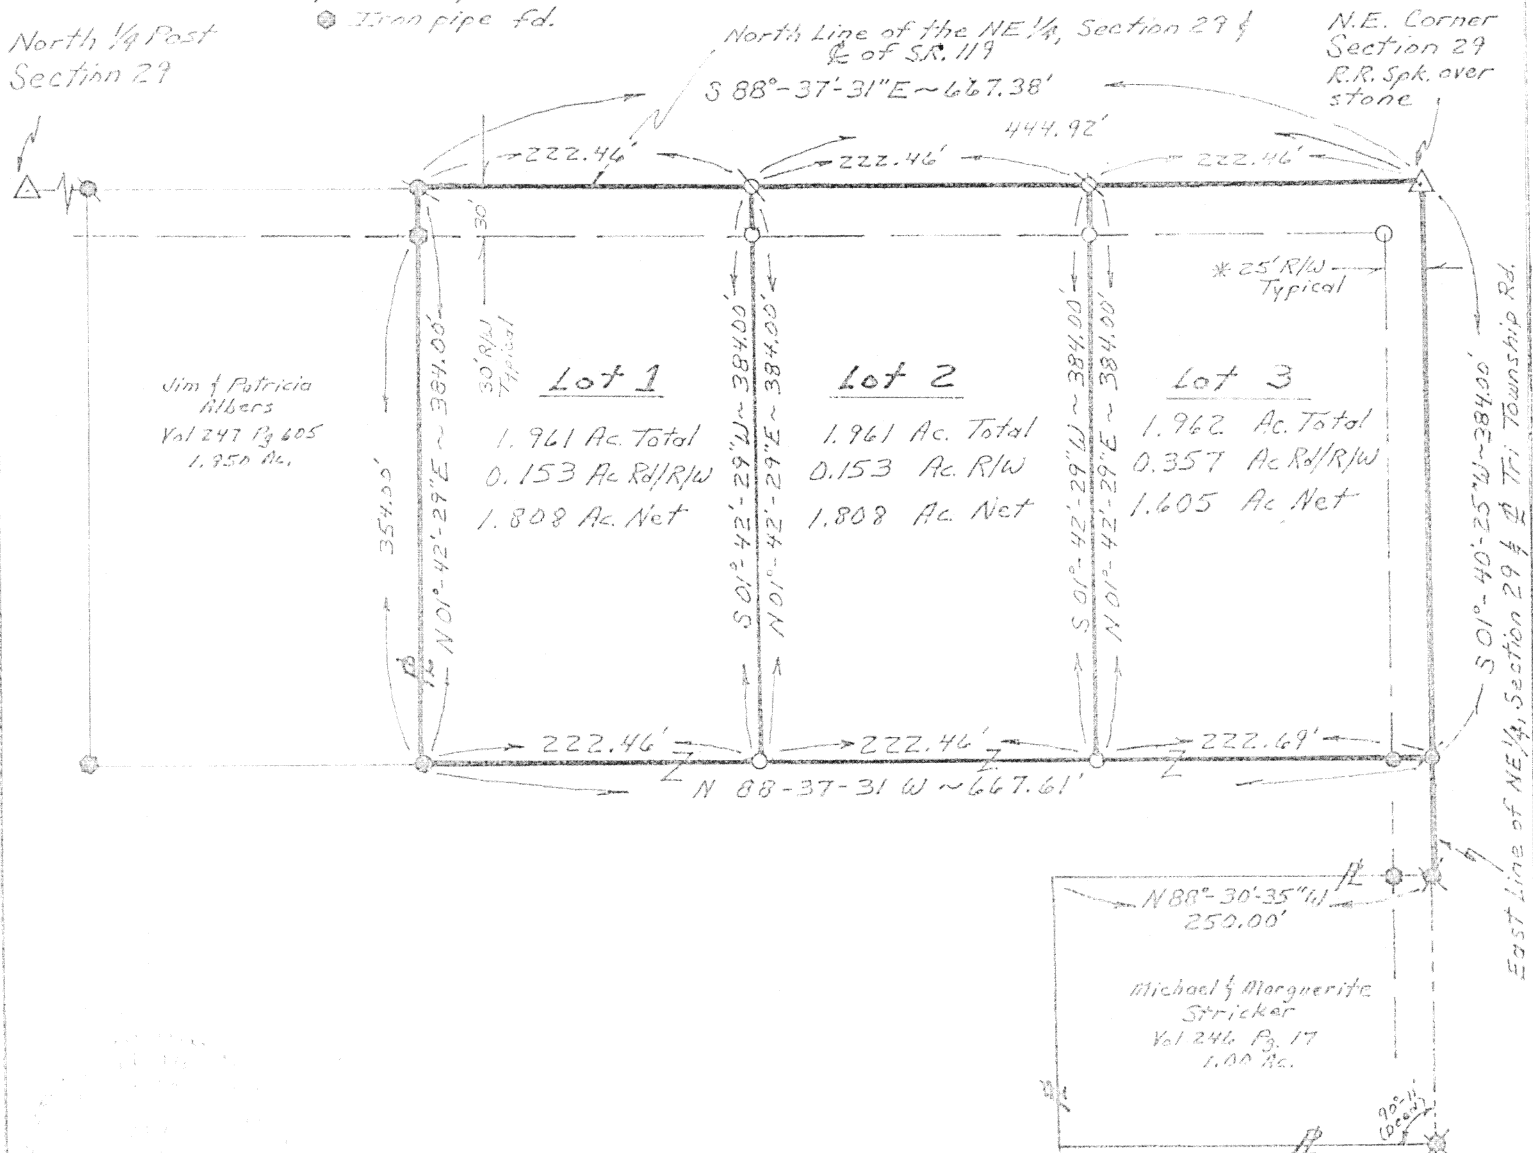 Iron pipe fd.
North 1/4 Post
Section 29
North Line of the NE 1/4, Section 29 &
℄ of S.R. 119
N.E. Corner
Section 29
R.R. Spk. over
stone
S 88°-37'-31"E ~ 667.38'
444.92'
222.46'
222.46'
222.46'
30'
30' R/W
Typical
* 25' R/W
Typical
Jim & Patricia
Albers
Vol 247 Pg 605
1.950 Ac.
354.00'
N 01°-42'-29"E ~ 384.00'
Lot 1
1.961 Ac. Total
0.153 Ac Rd/R/W
1.808 Ac. Net
S 01°-42'-29"W ~ 384.00'
N 01°-42'-29"E ~ 384.00'
Lot 2
1.961 Ac. Total
0.153 Ac R/W
1.808 Ac. Net
S 01°-42'-29"W ~ 384.00'
N 01°-42'-29"E ~ 384.00'
Lot 3
1.962 Ac. Total
0.357 Ac Rd/R/W
1.605 Ac Net
S 01°-40'-25"W ~ 384.00'
East Line of NE 1/4, Section 29 & ℄ Tri Township Rd.
222.46'
222.46'
222.69'
N 88-37-31 W ~ 667.61'
N 88°-30'-35"W
250.00'
Michael & Marguerite
Stricker
Vol 246 Pg. 17
1.00 Ac.